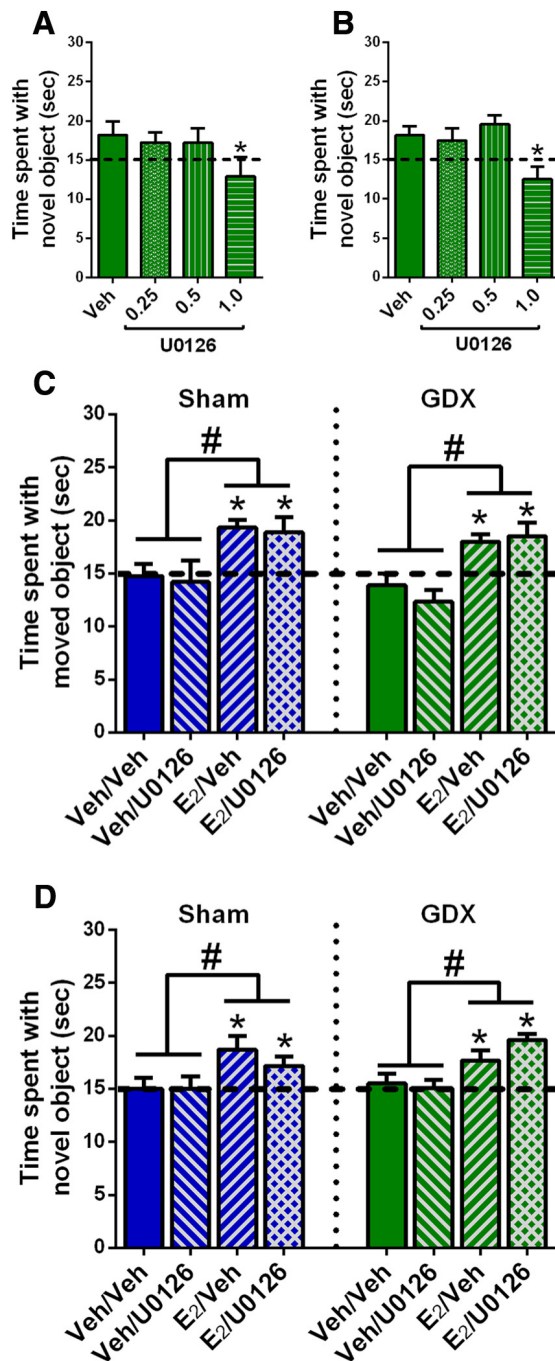 A
Time spent with
novel object (sec)
30
25
20
15
10
5
0
*
Veh
0.25
0.5
1.0
U0126
B
Time spent with
novel object (sec)
30
25
20
15
10
5
0
*
Veh
0.25
0.5
1.0
U0126
C
Sham
GDX
Time spent with
moved object (sec)
30
25
20
15
10
5
0
#
* *
#
* *
Veh/Veh
Veh/U0126
E2/Veh
E2/U0126
Veh/Veh
Veh/U0126
E2/Veh
E2/U0126
D
Sham
GDX
Time spent with
novel object (sec)
30
25
20
15
10
5
0
#
* *
#
* *
Veh/Veh
Veh/U0126
E2/Veh
E2/U0126
Veh/Veh
Veh/U0126
E2/Veh
E2/U0126